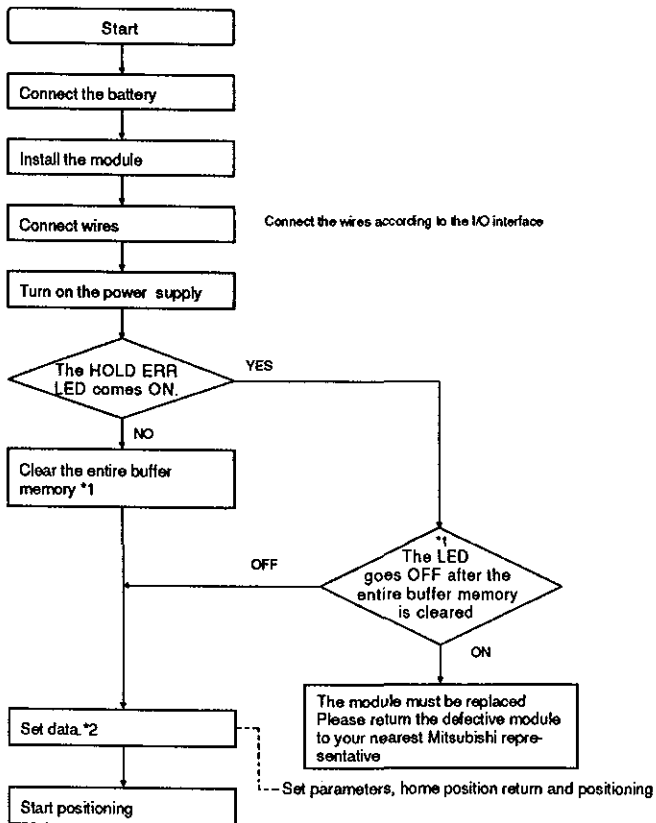 Start
Connect the battery
Install the module
Connect wires
Connect the wires according to the I/O interface
Turn on the power supply
The HOLD ERR
LED comes ON.
YES
NO
Clear the entire buffer
memory *1
*1
The LED
goes OFF after the
entire buffer memory
is cleared
OFF
ON
The module must be replaced
Please return the defective module
to your nearest Mitsubishi repre-
sentative
Set data.*2
Set parameters, home position return and positioning
Start positioning